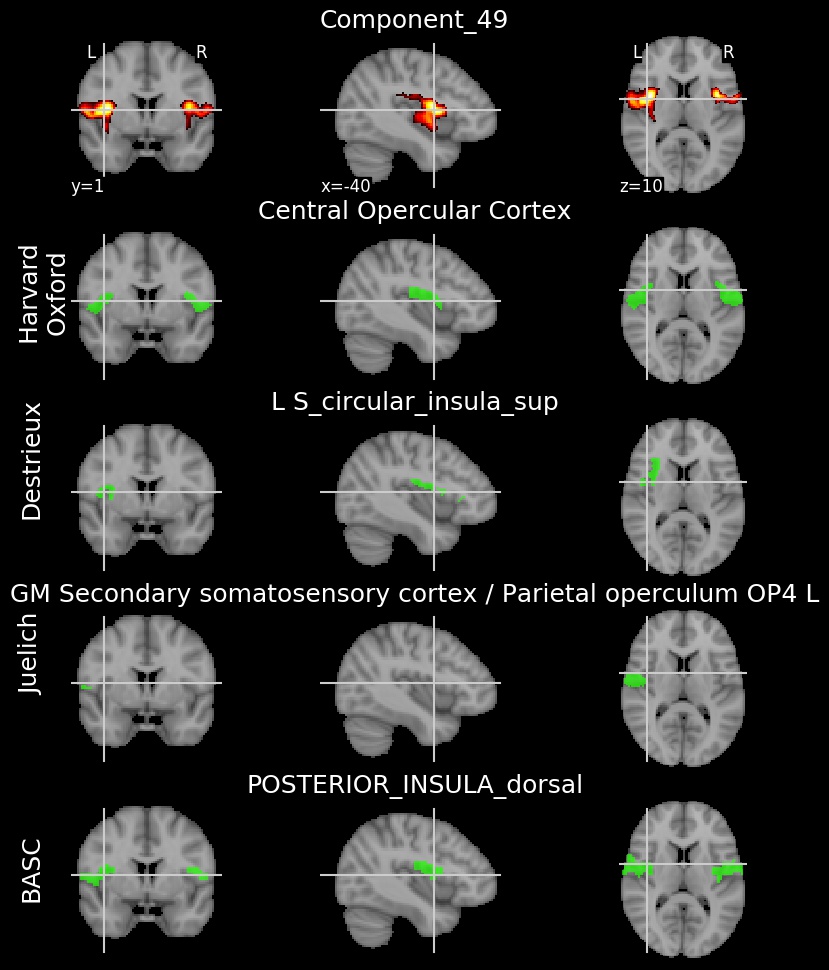 Component_49
L R L R
y=1 x=-40 z=10
Central Opercular Cortex
Harvard
Oxford
L S_circular_insula_sup
Destrieux
GM Secondary somatosensory cortex / Parietal operculum OP4 L
Juelich
POSTERIOR_INSULA_dorsal
BASC